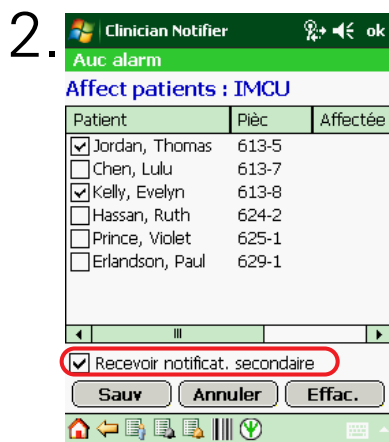 2.
Clinician Notifier ok
Auc alarm
Affect patients : IMCU
Patient Pièc Affectée
Jordan, Thomas 613-5
Chen, Lulu 613-7
Kelly, Evelyn 613-8
Hassan, Ruth 624-2
Prince, Violet 625-1
Erlandson, Paul 629-1
Recevoir notificat. secondaire
Sauv Annuler Effac.